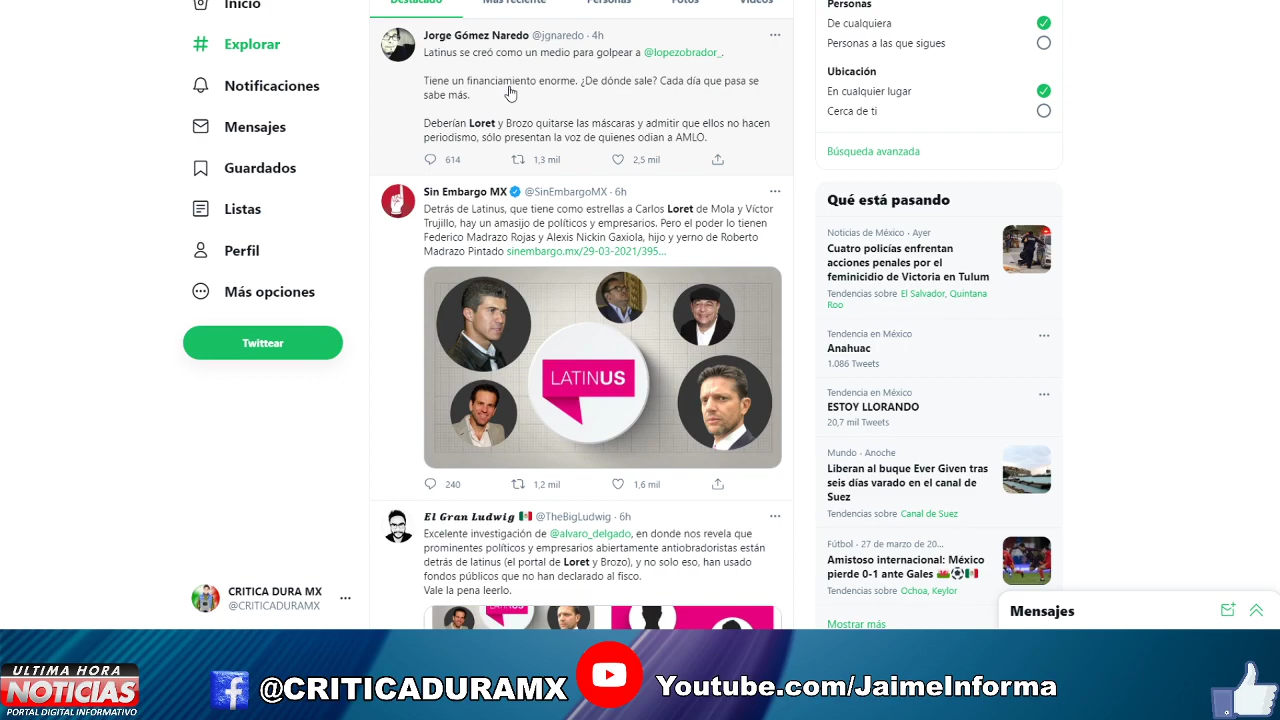 Inicio
Explorar
Notificaciones
Mensajes
Guardados
Listas
Perfil
Más opciones
Twittear
CRITICA DURA MX
@CRITICADURAMX
Destacado
Más reciente
Personas
Fotos
Videos
Jorge Gómez Naredo @jgnaredo · 4h
Latinus se creó como un medio para golpear a @lopezobrador_.
Tiene un financiamiento enorme. ¿De dónde sale? Cada día que pasa se
sabe más.
Deberían Loret y Brozo quitarse las máscaras y admitir que ellos no hacen
periodismo, sólo presentan la voz de quienes odian a AMLO.
614 1,3 mil 2,5 mil
Sin Embargo MX @SinEmbargoMX · 6h
Detrás de Latinus, que tiene como estrellas a Carlos Loret de Mola y Víctor
Trujillo, hay un amasijo de políticos y empresarios. Pero el poder lo tienen
Federico Madrazo Rojas y Alexis Nickin Gaxiola, hijo y yerno de Roberto
Madrazo Pintado sinembargo.mx/29-03-2021/395...
LATINUS
240 1,2 mil 1,6 mil
El Gran Ludwig @TheBigLudwig · 6h
Excelente investigación de @alvaro_delgado, en donde nos revela que
prominentes políticos y empresarios abiertamente antiobradoristas están
detrás de latinus (el portal de Loret y Brozo), y no solo eso, han usado
fondos públicos que no han declarado al fisco.
Vale la pena leerlo.
Personas
De cualquiera
Personas a las que sigues
Ubicación
En cualquier lugar
Cerca de ti
Búsqueda avanzada
Qué está pasando
Noticias de México · Ayer
Cuatro policías enfrentan
acciones penales por el
feminicidio de Victoria en Tulum
Tendencias sobre El Salvador, Quintana
Roo
Tendencia en México
Anahuac
1.086 Tweets
Tendencia en México
ESTOY LLORANDO
20,7 mil Tweets
Mundo · Anoche
Liberan al buque Ever Given tras
seis días varado en el canal de
Suez
Tendencias sobre Canal de Suez
Fútbol · 27 de marzo de 20...
Amistoso internacional: México
pierde 0-1 ante Gales
Tendencias sobre Ochoa, Keylor
Mostrar más
Mensajes
ULTIMA HORA
NOTICIAS
PORTAL DIGITAL INFORMATIVO
@CRITICADURAMX
Youtube.com/JaimeInforma